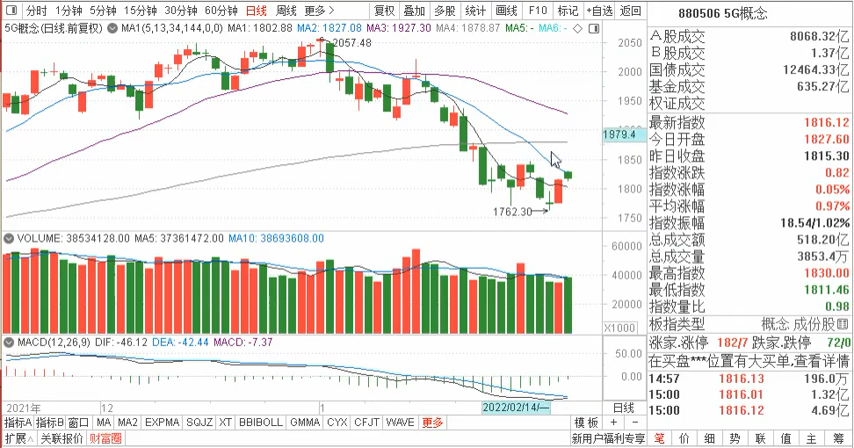 分时 1分钟 5分钟 15分钟 30分钟 60分钟 日线 周线 更多>
复权 叠加 多股 统计 画线 F10 标记 +自选 返回
5G概念(日线.前复权) MA1(5,13,34,144,0,0) MA1: 1802.88 MA2: 1827.08 MA3: 1927.30 MA4: 1878.87 MA5: - MA6: -
2057.48
2050
2000
1950
1979.4
1850
1800
1750
1762.30
VOLUME: 38534128.00 MA5: 37361472.00 MA10: 38693608.00
60000
40000
20000
X1000
MACD(12,26,9) DIF: -46.12 DEA: -42.44 MACD: -7.37
50.00
0.00
2021年 12 1 2022/02/14/一 日线
指标A 指标B 窗口 MA MA2 EXPMA SQJZ XT BBIBOLL GMMA CYX CFJT WAVE 更多 模板 + -
扩展∧ 关联报价 财富圈 新用户福利专享
880506 5G概念
A股成交 8068.32亿
B股成交 1.37亿
国债成交 12464.33亿
基金成交 635.27亿
权证成交
最新指数 1816.12
今日开盘 1827.60
昨日收盘 1815.30
指数涨跌 0.82
指数涨幅 0.05%
平均涨幅 0.97%
指数振幅 18.54/1.02%
总成交额 518.20亿
总成交量 3853.4万
最高指数 1830.00
最低指数 1811.46
指数量比 0.98
板指类型 概念 成份股
涨家.涨停 182/7 跌家.跌停 72/0
在买盘***位置有大买单,查看详情
14:57 1816.13 196.0万
15:00 1816.01 1.32亿
15:00 1816.12 4.69亿
笔 价 细 势 联 值 主 筹